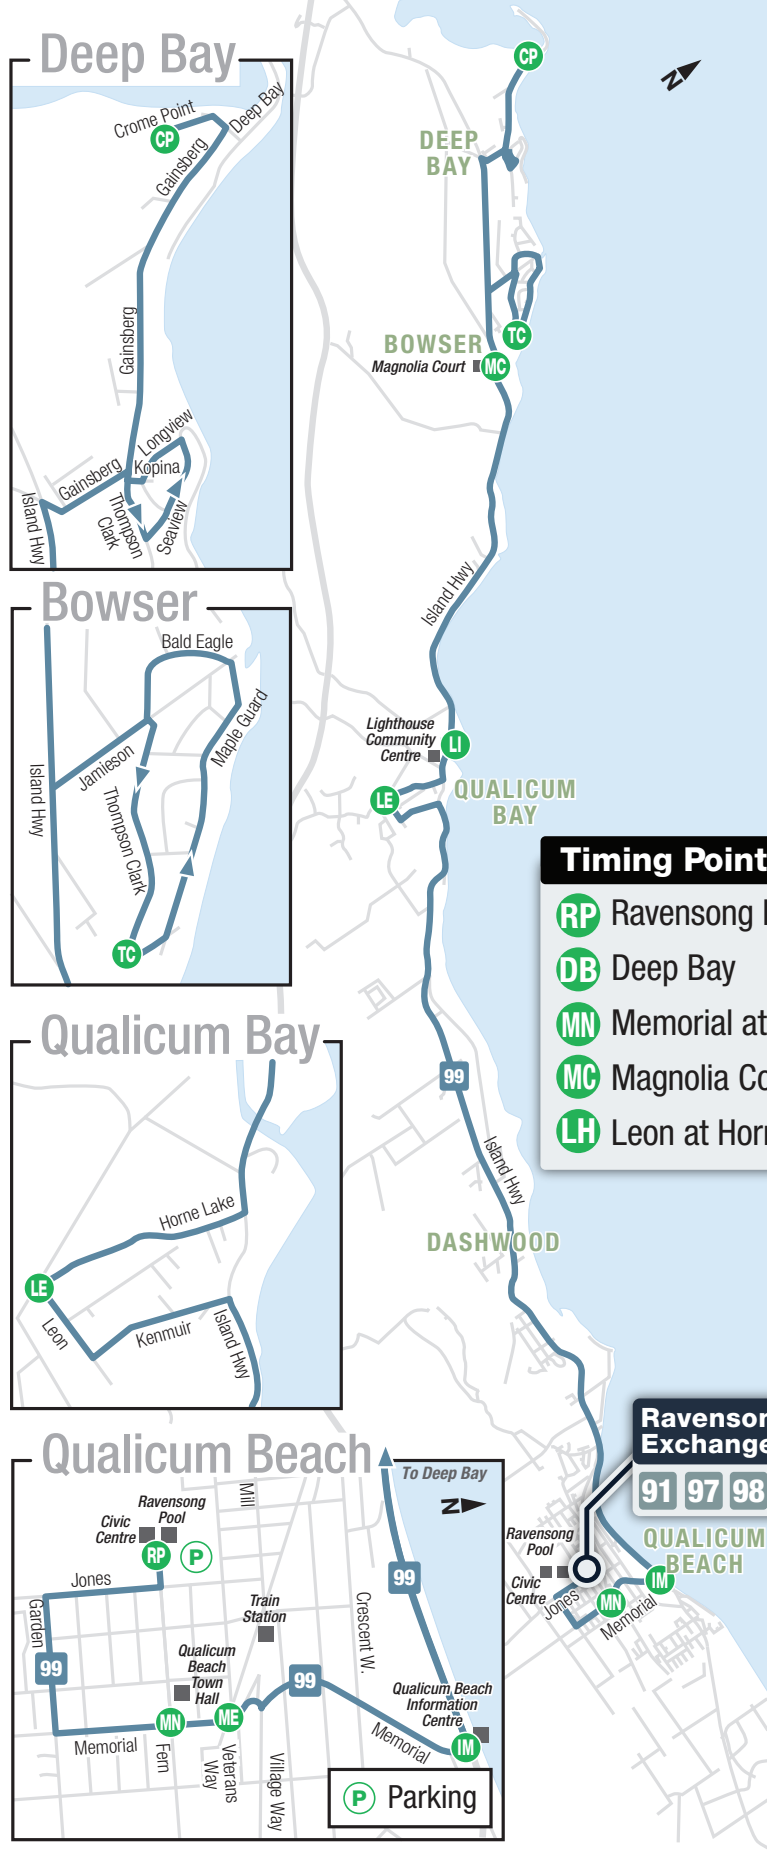 Deep Bay
Crome Point
Deep Bay
CP
Gainsberg
Gainsberg
Longview
Kopina
Gainsberg
Island Hwy
Thompson
Clark
Seaview
Bowser
Bald Eagle
Maple Guard
Jamieson
Island Hwy
Thompson Clark
TC
Qualicum Bay
Horne Lake
LE
Leon
Kenmuir
Island Hwy
Qualicum Beach
To Deep Bay
N
Mill
Ravensong
Pool
Civic
Centre
RP
P
Jones
Garden
99
Train
Station
Crescent W.
99
Qualicum
Beach
Town
Hall
99
Qualicum Beach
Information
Centre
MN
ME
Memorial
Fern
Veterans
Way
Village Way
Memorial
IM
P Parking
CP
N
DEEP
BAY
TC
BOWSER
Magnolia Court
MC
Island Hwy
Lighthouse
Community
Centre
LI
LE
QUALICUM
BAY
Timing Point
RP Ravensong
DB Deep Bay
MN Memorial at
MC Magnolia
LH Leon at
99
Island Hwy
DASHWOOD
Exchange
91 97 98
QUALICUM
BEACH
Ravensong
Pool
Civic
Centre
Jones
MN
IM
Memorial